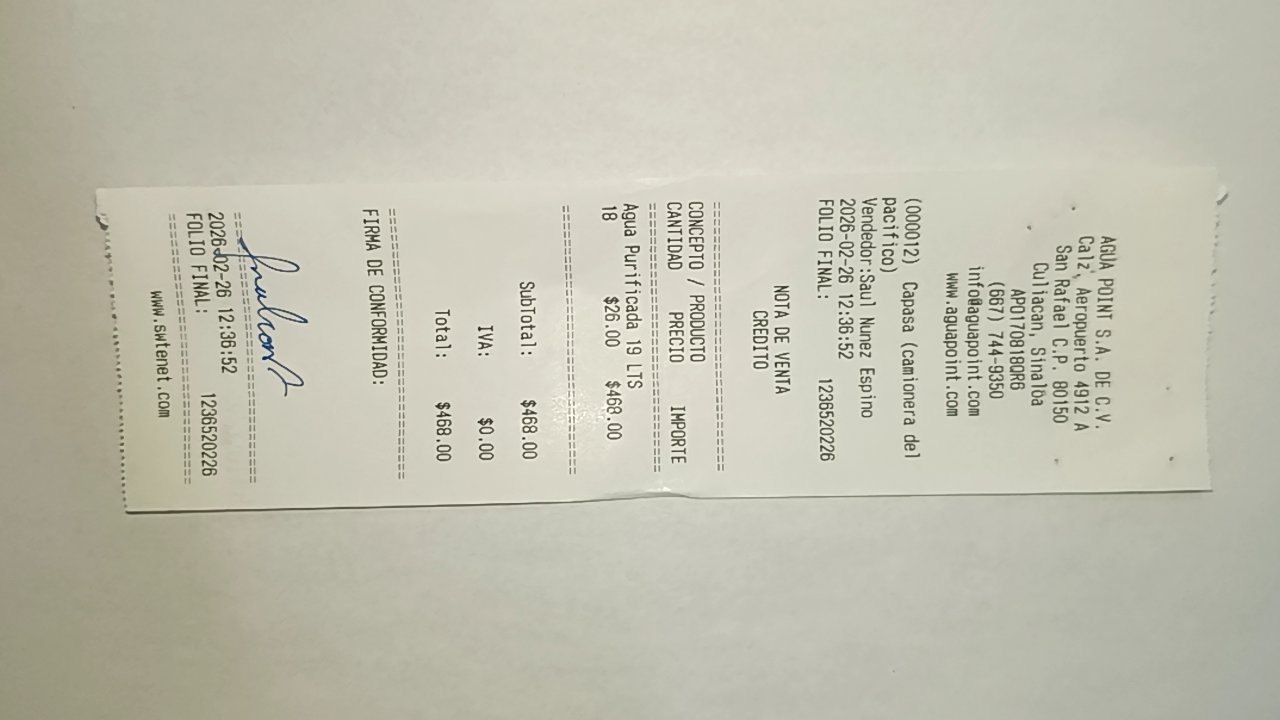 AGUA POINT S.A. DE C.V.
Calz, Aeropuerto 4912 A
San Rafael C.P. 80150
Culiacan, Sinaloa
APO170818QR6
(667) 744-9350
info@aguapoint.com
www.aguapoint.com
(000012) Capasa (camionera del
pacifico)
Vendedor:Saul Nunez Espino
2026-02-26 12:36:52
FOLIO FINAL: 1236520226
NOTA DE VENTA
CREDITO
==============================
CONCEPTO / PRODUCTO
CANTIDAD PRECIO IMPORTE
==============================
Agua Purificada 19 LTS
18 $26.00 $468.00
==============================
SubTotal: $468.00
IVA: $0.00
Total: $468.00
==============================
FIRMA DE CONFORMIDAD:
==============================
2026-02-26 12:36:52
FOLIO FINAL: 1236520226
==============================
www.swtenet.com